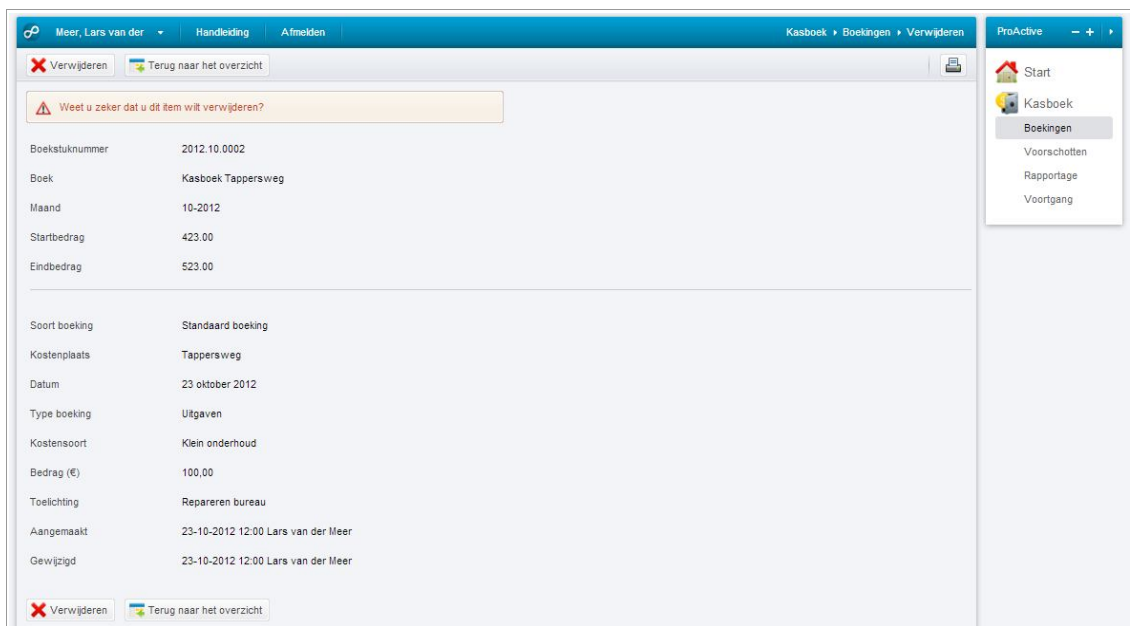 Meer, Lars van der Handleiding Afmelden Kasboek Boekingen Verwijderen
Verwijderen Terug naar het overzicht
Weet u zeker dat u dit item wilt verwijderen?
Boekstuknummer 2012.10.0002
Boek Kasboek Tappersweg
Maand 10-2012
Startbedrag 423.00
Eindbedrag 523.00
Soort boeking Standaard boeking
Kostenplaats Tappersweg
Datum 23 oktober 2012
Type boeking Uitgaven
Kostensoort Klein onderhoud
Bedrag (€) 100,00
Toelichting Repareren bureau
Aangemaakt 23-10-2012 12:00 Lars van der Meer
Gewijzigd 23-10-2012 12:00 Lars van der Meer
Verwijderen Terug naar het overzicht
ProActive
Start
Kasboek
Boekingen
Voorschotten
Rapportage
Voortgang